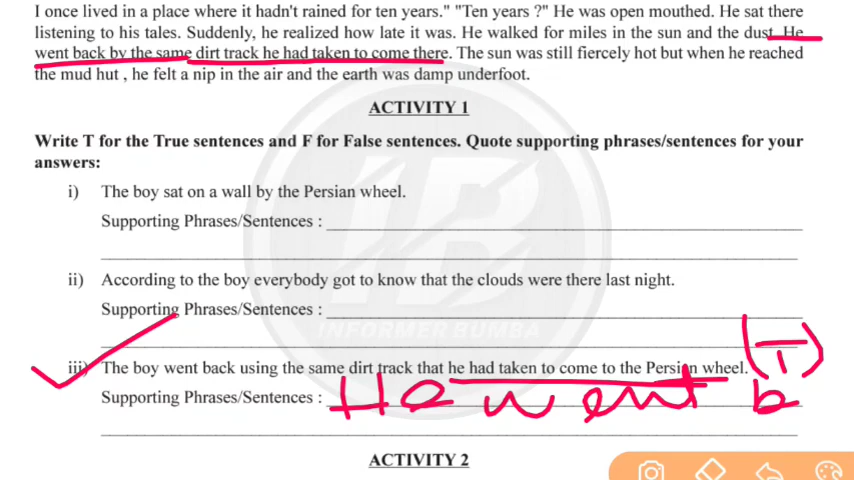 I once lived in a place where it hadn't rained for ten years." "Ten years ?" He was open mouthed. He sat there
listening to his tales. Suddenly, he realized how late it was. He walked for miles in the sun and the dust. He
went back by the same dirt track he had taken to come there. The sun was still fiercely hot but when he reached
the mud hut , he felt a nip in the air and the earth was damp underfoot.
ACTIVITY 1
Write T for the True sentences and F for False sentences. Quote supporting phrases/sentences for your
answers:
i) The boy sat on a wall by the Persian wheel.
Supporting Phrases/Sentences :
ii) According to the boy everybody got to know that the clouds were there last night.
Supporting Phrases/Sentences :
INFORMER BUMBA
iii) The boy went back using the same dirt track that he had taken to come to the Persian wheel. (T)
Supporting Phrases/Sentences : He went b
ACTIVITY 2